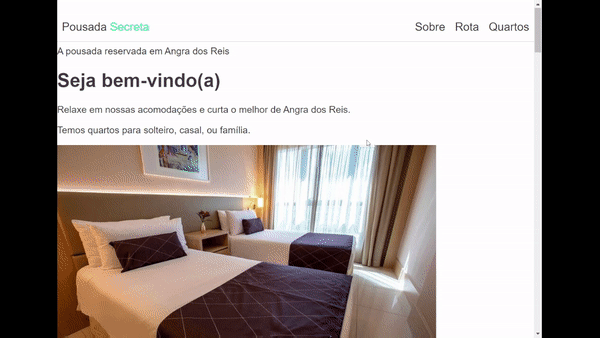 Pousada Secreta Sobre Rota Quartos
A pousada reservada em Angra dos Reis
Seja bem-vindo(a)
Relaxe em nossas acomodações e curta o melhor de Angra dos Reis.
Temos quartos para solteiro, casal, ou família.